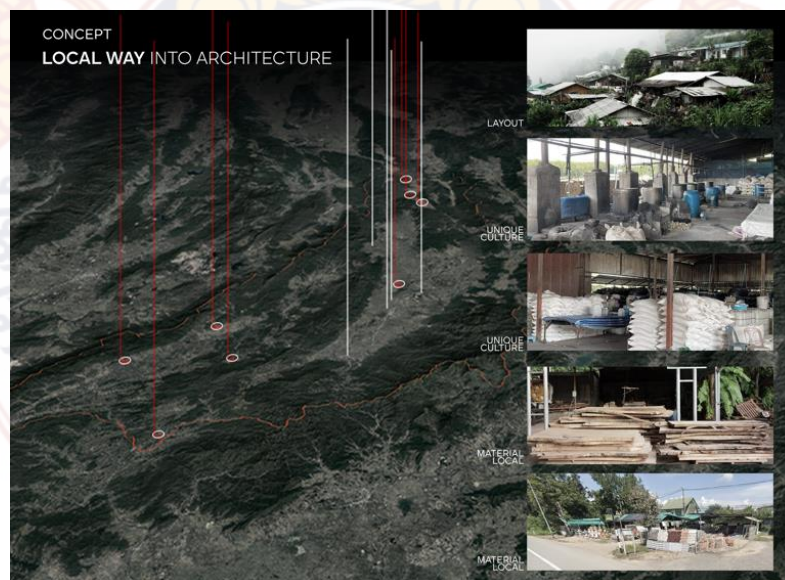 CONCEPT
LOCAL WAY INTO ARCHITECTURE
LAYOUT
UNIQUE
CULTURE
UNIQUE
CULTURE
MATERIAL
LOCAL
MATERIAL
LOCAL